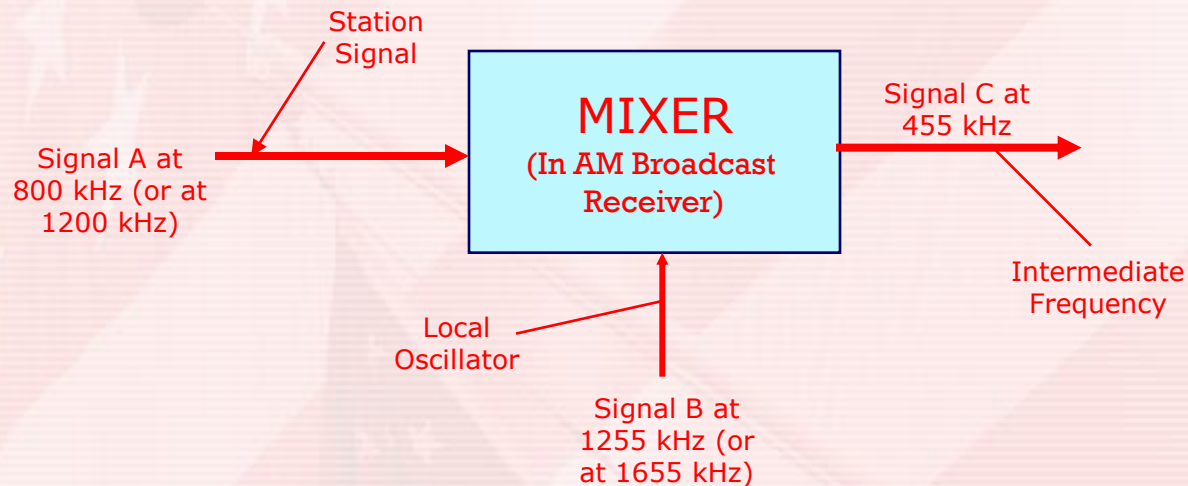 Station
Signal
MIXER
(In AM Broadcast
Receiver)
Signal C at
455 kHz
Signal A at
800 kHz (or at
1200 kHz)
Intermediate
Frequency
Local
Oscillator
Signal B at
1255 kHz (or
at 1655 kHz)